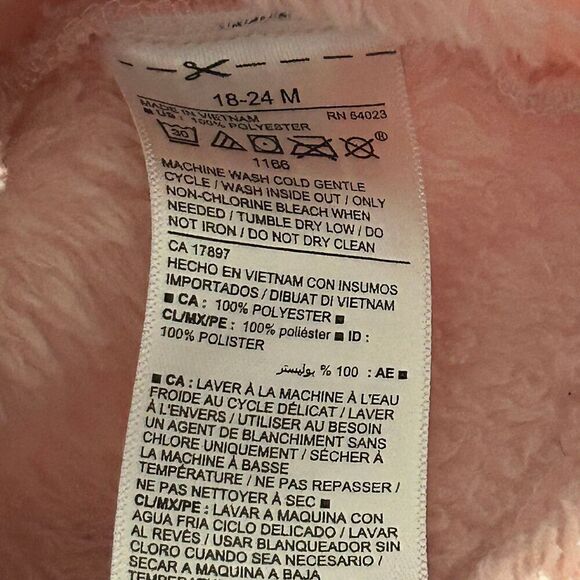 18-24 M
MADE IN VIETNAM RN 54023
■ US : 100% POLYESTER
30
1166
MACHINE WASH COLD GENTLE
CYCLE / WASH INSIDE OUT / ONLY
NON-CHLORINE BLEACH WHEN
NEEDED / TUMBLE DRY LOW / DO
NOT IRON / DO NOT DRY CLEAN
CA 17897
HECHO EN VIETNAM CON INSUMOS
IMPORTADOS / DIBUAT DI VIETNAM
■ CA : 100% POLYESTER ■
CL/MX/PE : 100% poliéster ■ ID :
100% POLISTER
■ AE : 100 % بوليستر
■ CA : LAVER À LA MACHINE À L'EAU
FROIDE AU CYCLE DÉLICAT / LAVER
À L'ENVERS / UTILISER AU BESOIN
UN AGENT DE BLANCHIMENT SANS
CHLORE UNIQUEMENT / SÉCHER À
LA MACHINE À BASSE
TEMPÉRATURE / NE PAS REPASSER /
NE PAS NETTOYER À SEC ■
CL/MX/PE : LAVAR A MAQUINA CON
AGUA FRIA CICLO DELICADO / LAVAR
AL REVÉS / USAR BLANQUEADOR SIN
CLORO CUANDO SEA NECESARIO /
SECAR A MAQUINA A BAJA